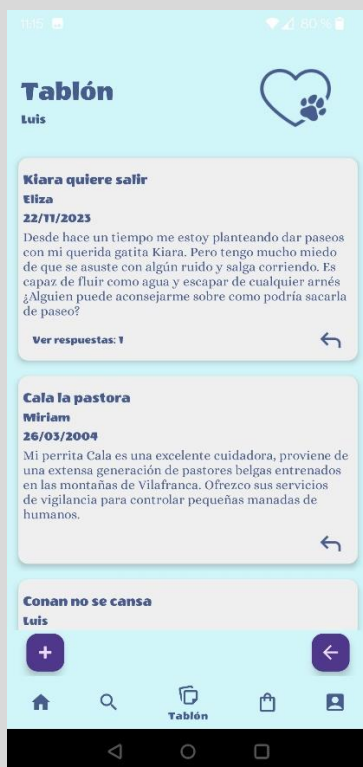 11:15 80 %
Tablón
Luis
Kiara quiere salir
Eliza
22/11/2023
Desde hace un tiempo me estoy planteando dar paseos
con mi querida gatita Kiara. Pero tengo mucho miedo
de que se asuste con algún ruido y salga corriendo. Es
capaz de fluir como agua y escapar de cualquier arnés
¿Alguien puede aconsejarme sobre como podría sacarla
de paseo?
Ver respuestas: 1
Cala la pastora
Miriam
26/03/2004
Mi perrita Cala es una excelente cuidadora, proviene de
una extensa generación de pastores belgas entrenados
en las montañas de Vilafranca. Ofrezco sus servicios
de vigilancia para controlar pequeñas manadas de
humanos.
Conan no se cansa
Luis
Tablón